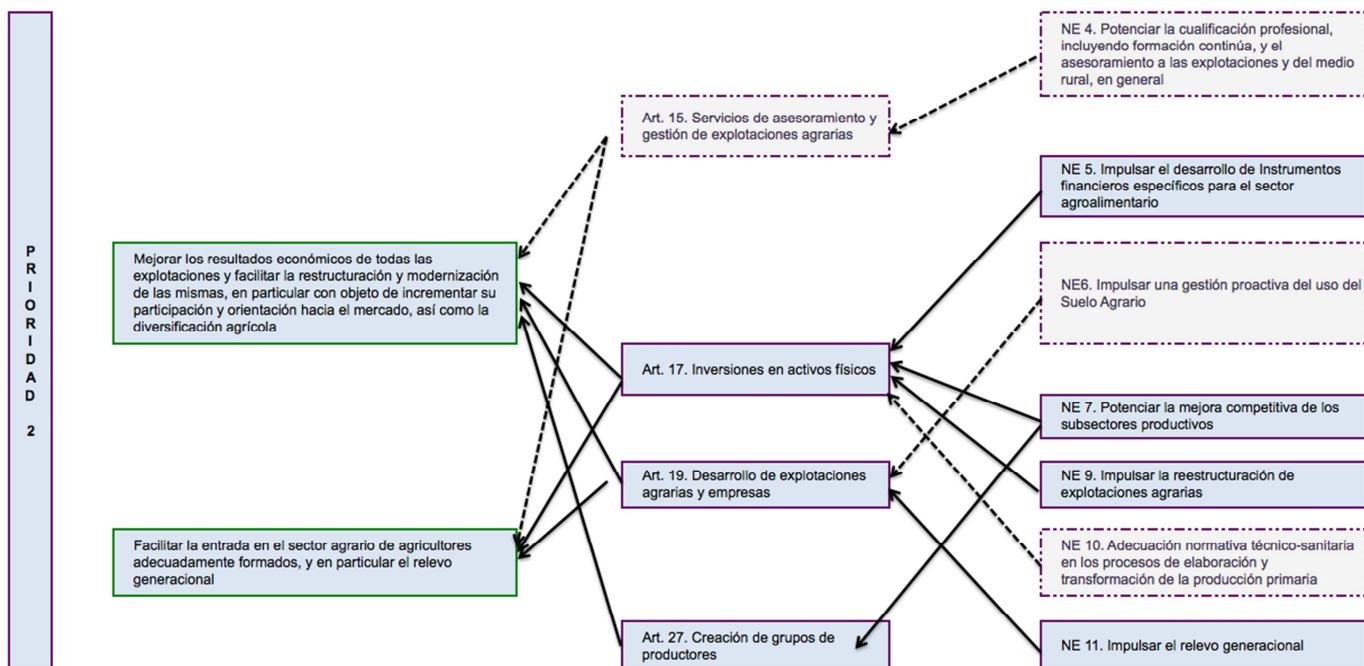 PRIORIDAD 2
Mejorar los resultados económicos de todas las
explotaciones y facilitar la restructuración y modernización
de las mismas, en particular con objeto de incrementar su
participación y orientación hacia el mercado, así como la
diversificación agrícola
Facilitar la entrada en el sector agrario de agricultores
adecuadamente formados, y en particular el relevo
generacional
Art. 15. Servicios de asesoramiento y
gestión de explotaciones agrarias
Art. 17. Inversiones en activos físicos
Art. 19. Desarrollo de explotaciones
agrarias y empresas
Art. 27. Creación de grupos de
productores
NE 4. Potenciar la cualificación profesional,
incluyendo formación continúa, y el
asesoramiento a las explotaciones y del medio
rural, en general
NE 5. Impulsar el desarrollo de Instrumentos
financieros específicos para el sector
agroalimentario
NE6. Impulsar una gestión proactiva del uso del
Suelo Agrario
NE 7. Potenciar la mejora competitiva de los
subsectores productivos
NE 9. Impulsar la reestructuración de
explotaciones agrarias
NE 10. Adecuación normativa técnico-sanitaria
en los procesos de elaboración y
transformación de la producción primaria
NE 11. Impulsar el relevo generacional